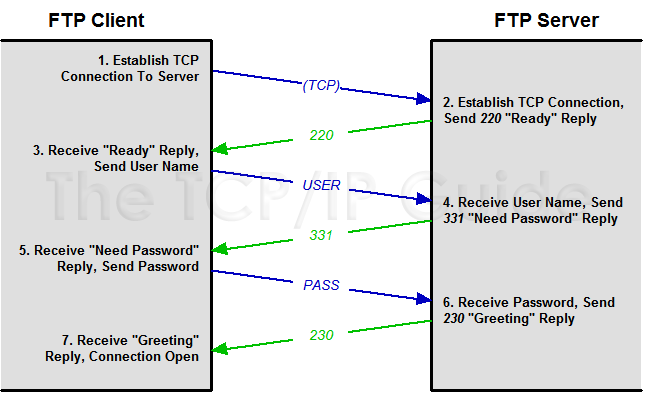 FTP Client
FTP Server
1. Establish TCP
Connection To Server
(TCP)
2. Establish TCP Connection,
Send 220 "Ready" Reply
220
3. Receive "Ready" Reply,
Send User Name
The TCP/IP Guide
USER
4. Receive User Name, Send
331 "Need Password" Reply
331
5. Receive "Need Password"
Reply, Send Password
PASS
6. Receive Password, Send
230 "Greeting" Reply
230
7. Receive "Greeting"
Reply, Connection Open